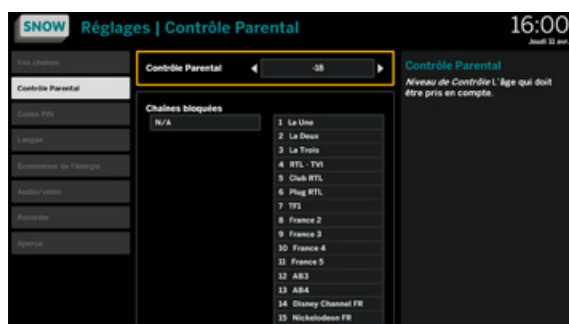 SNOW Réglages | Contrôle Parental
16:00
Jeudi 11 avr.
Vos chaînes
Contrôle Parental
Codes PIN
Langue
Économiser de l'énergie
Audio/vidéo
Recorder
Aperçu
Contrôle Parental
-18
Chaînes bloquées
N/A
1 La Une
2 La Deux
3 La Trois
4 RTL - TVI
5 Club RTL
6 Plug RTL
7 TF1
8 France 2
9 France 3
10 France 4
11 France 5
12 AB3
13 AB4
14 Disney Channel FR
15 Nickelodeon FR
Contrôle Parental
Niveau de Contrôle L'âge qui doit
être pris en compte.